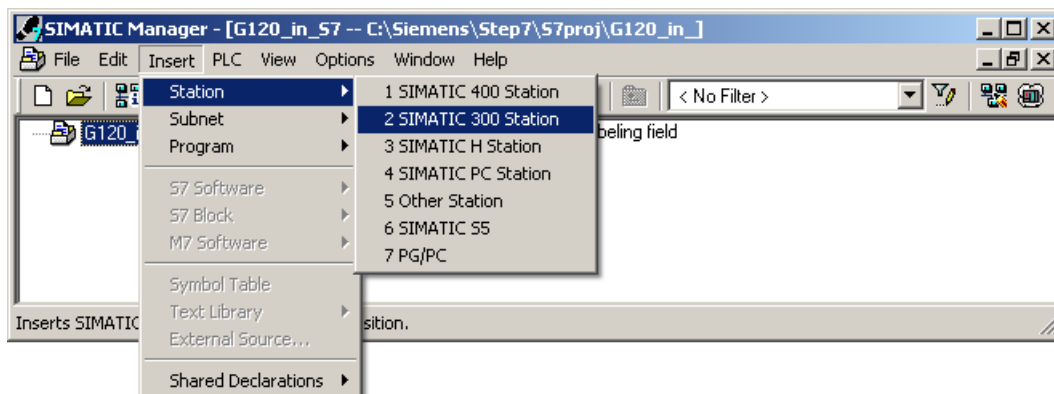 SIMATIC Manager - [G120_in_S7 -- C:\Siemens\Step7\S7proj\G120_in_]
File Edit Insert PLC View Options Window Help
< No Filter >
Station
Subnet
Program
S7 Software
S7 Block
M7 Software
Symbol Table
Text Library
External Source...
Shared Declarations
1 SIMATIC 400 Station
2 SIMATIC 300 Station
3 SIMATIC H Station
4 SIMATIC PC Station
5 Other Station
6 SIMATIC S5
7 PG/PC
G120_i
beling field
Inserts SIMATIC
sition.